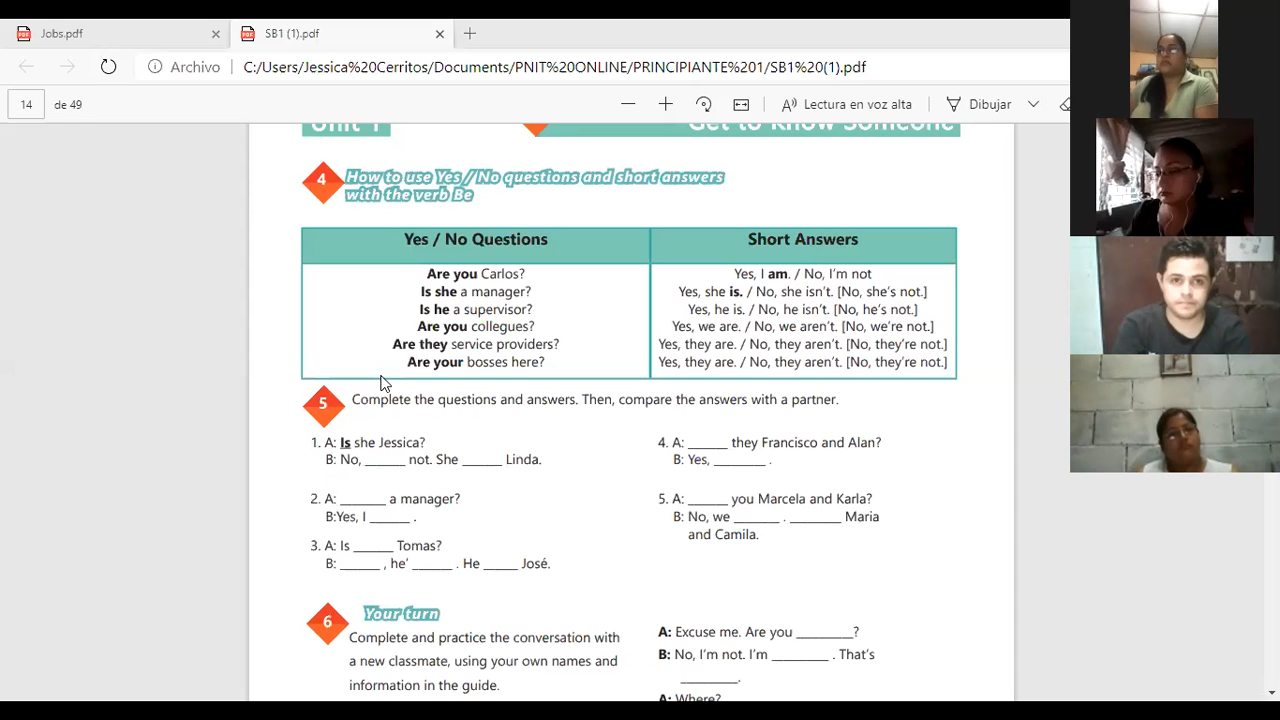 Jobs.pdf
SB1 (1).pdf
Archivo C:/Users/Jessica%20Cerritos/Documents/PNIT%20ONLINE/PRINCIPIANTE%201/SB1%20(1).pdf
14 de 49
Lectura en voz alta
Dibujar
Unit 1 Get to Know Someone
4 How to use Yes / No questions and short answers
with the verb Be
Yes / No Questions Short Answers
Are you Carlos? Yes, I am. / No, I'm not
Is she a manager? Yes, she is. / No, she isn't. [No, she's not.]
Is he a supervisor? Yes, he is. / No, he isn't. [No, he's not.]
Are you collegues? Yes, we are. / No, we aren't. [No, we're not.]
Are they service providers? Yes, they are. / No, they aren't. [No, they're not.]
Are your bosses here? Yes, they are. / No, they aren't. [No, they're not.]
5 Complete the questions and answers. Then, compare the answers with a partner.
1. A: Is she Jessica?
B: No, ______ not. She ______ Linda.
2. A: _______ a manager?
B:Yes, I ______ .
3. A: Is ______ Tomas?
B: ______ , he' ______ . He _____ José.
4. A: ______ they Francisco and Alan?
B: Yes, ________ .
5. A: ______ you Marcela and Karla?
B: No, we _______ . ________ Maria
and Camila.
6 Your turn
Complete and practice the conversation with
a new classmate, using your own names and
information in the guide.
A: Excuse me. Are you _________?
B: No, I'm not. I'm _________ . That's
_________.
A: Where?